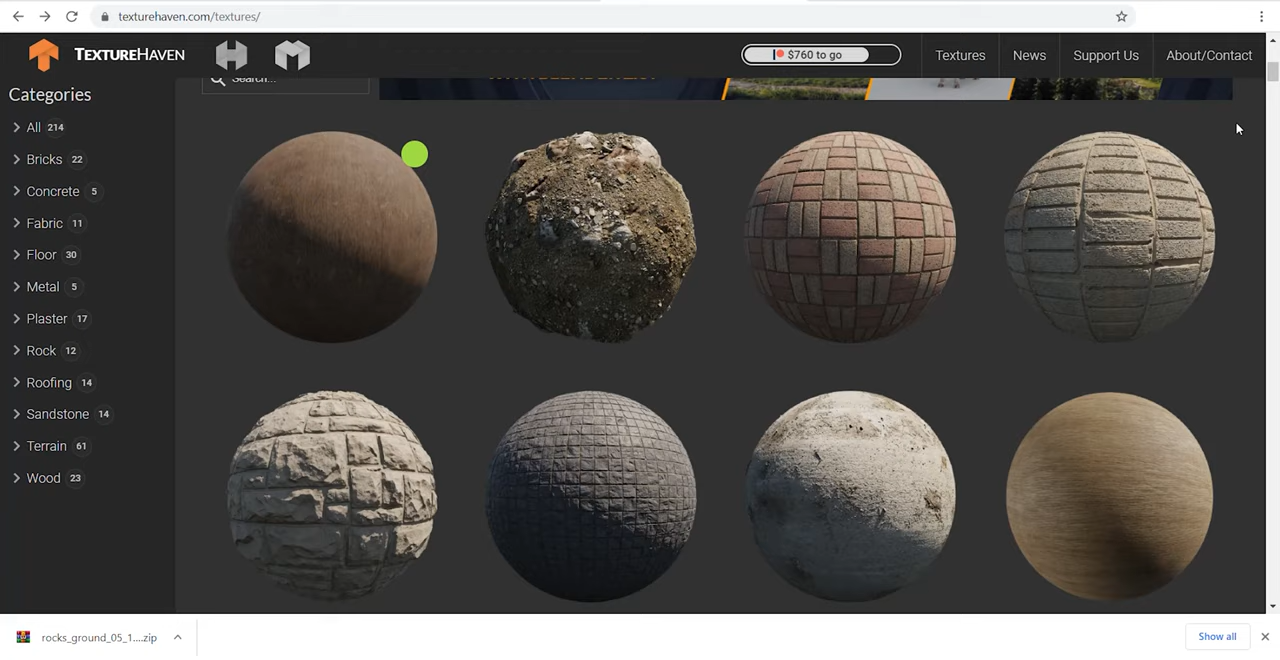 texturehaven.com/textures/
TEXTUREHAVEN
$760 to go
Textures
News
Support Us
About/Contact
Categories
Search...
All 214
Bricks 22
Concrete 5
Fabric 11
Floor 30
Metal 5
Plaster 17
Rock 12
Roofing 14
Sandstone 14
Terrain 61
Wood 23
rocks_ground_05_1....zip
Show all